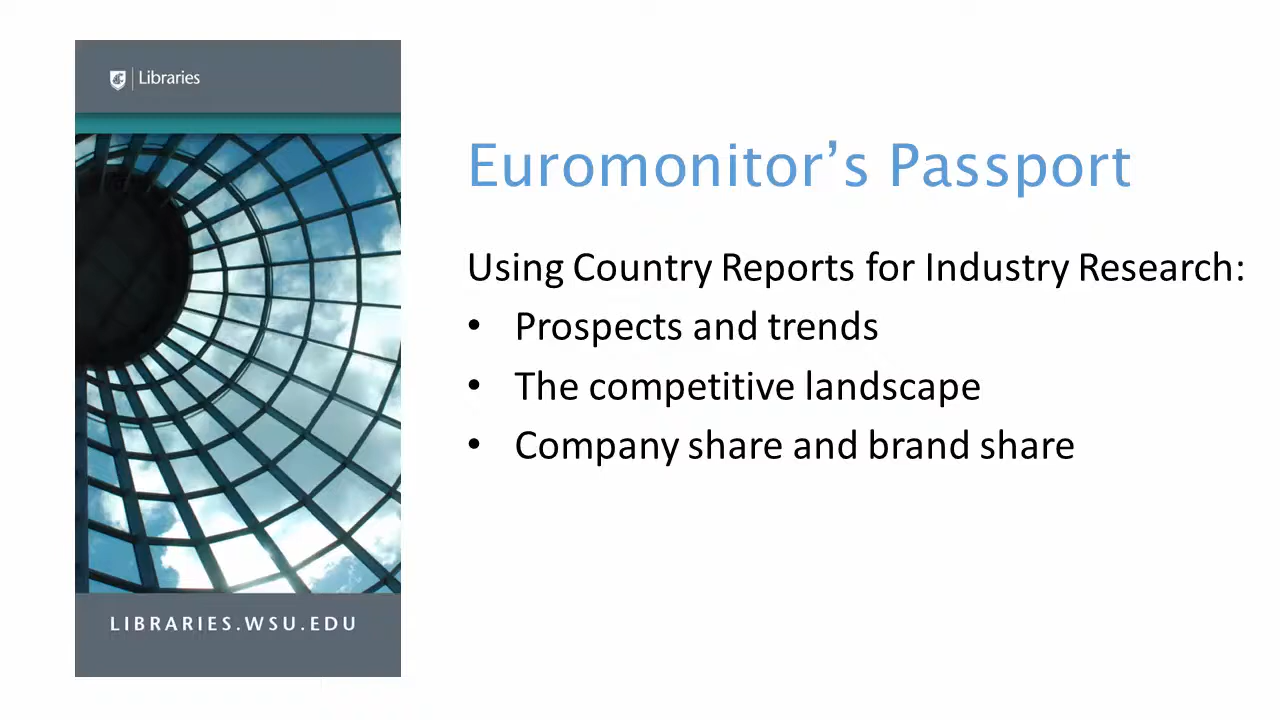 Libraries
Euromonitor’s Passport
Using Country Reports for Industry Research:
• Prospects and trends
• The competitive landscape
• Company share and brand share
LIBRARIES.WSU.EDU